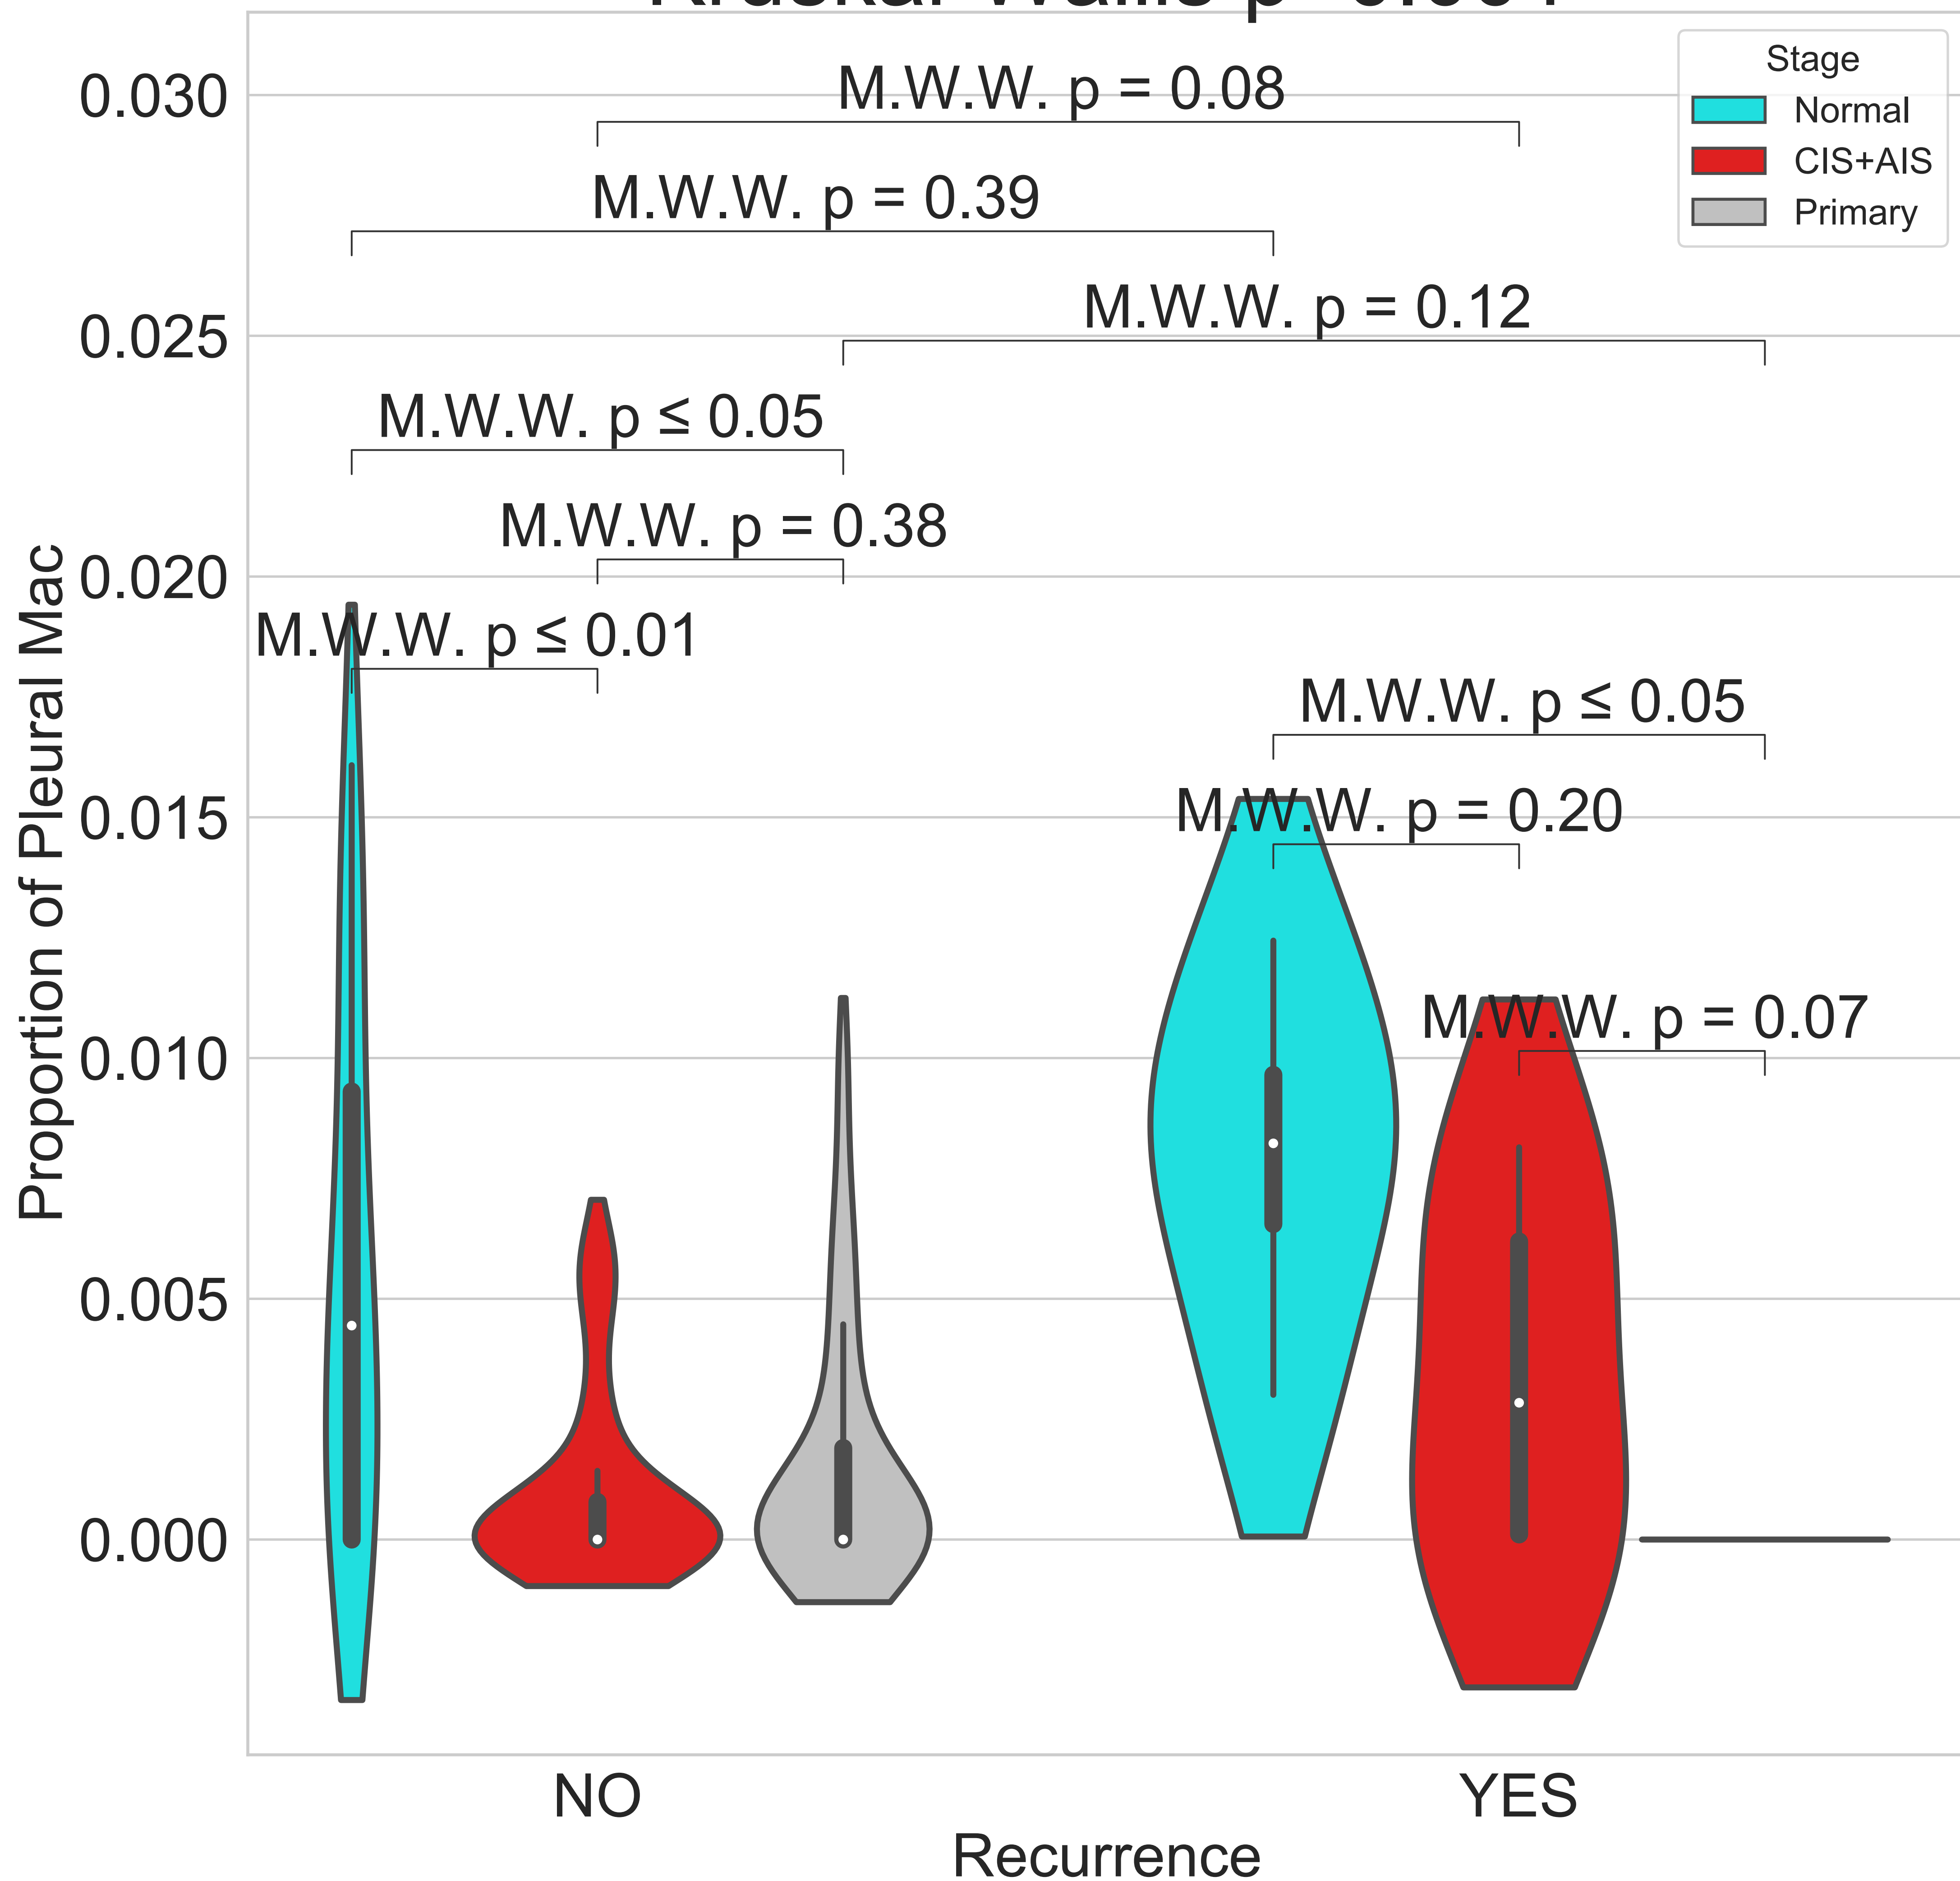 Stage
Normal
CIS+AIS
Primary
M.W.W. p = 0.08
M.W.W. p = 0.39
M.W.W. p = 0.12
M.W.W. p ≤ 0.05
M.W.W. p = 0.38
M.W.W. p ≤ 0.01
M.W.W. p ≤ 0.05
M.W.W. p = 0.20
M.W.W. p = 0.07
0.030
0.025
0.020
0.015
0.010
0.005
0.000
Proportion of Pleural Mac
NO
YES
Recurrence